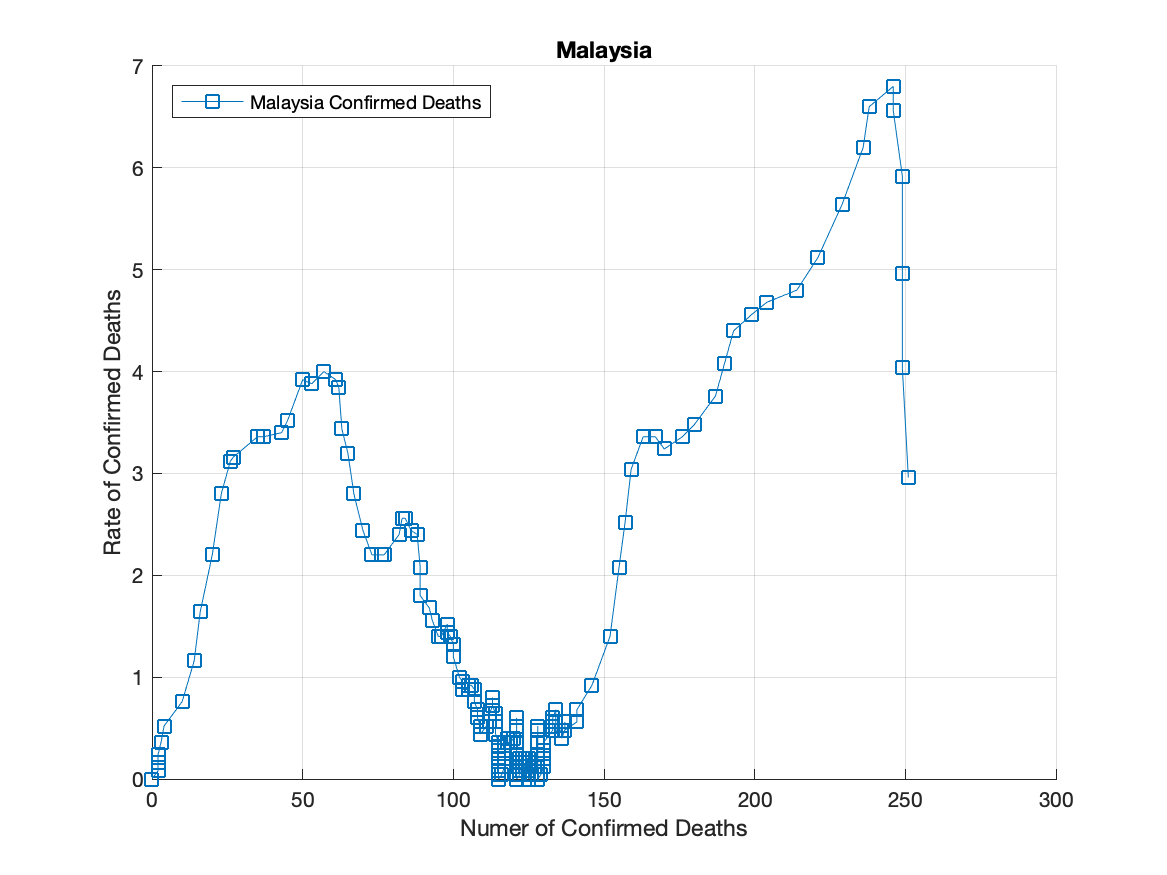 Malaysia
Malaysia Confirmed Deaths
7
6
5
4
3
2
1
0
Rate of Confirmed Deaths
0 50 100 150 200 250 300
Numer of Confirmed Deaths